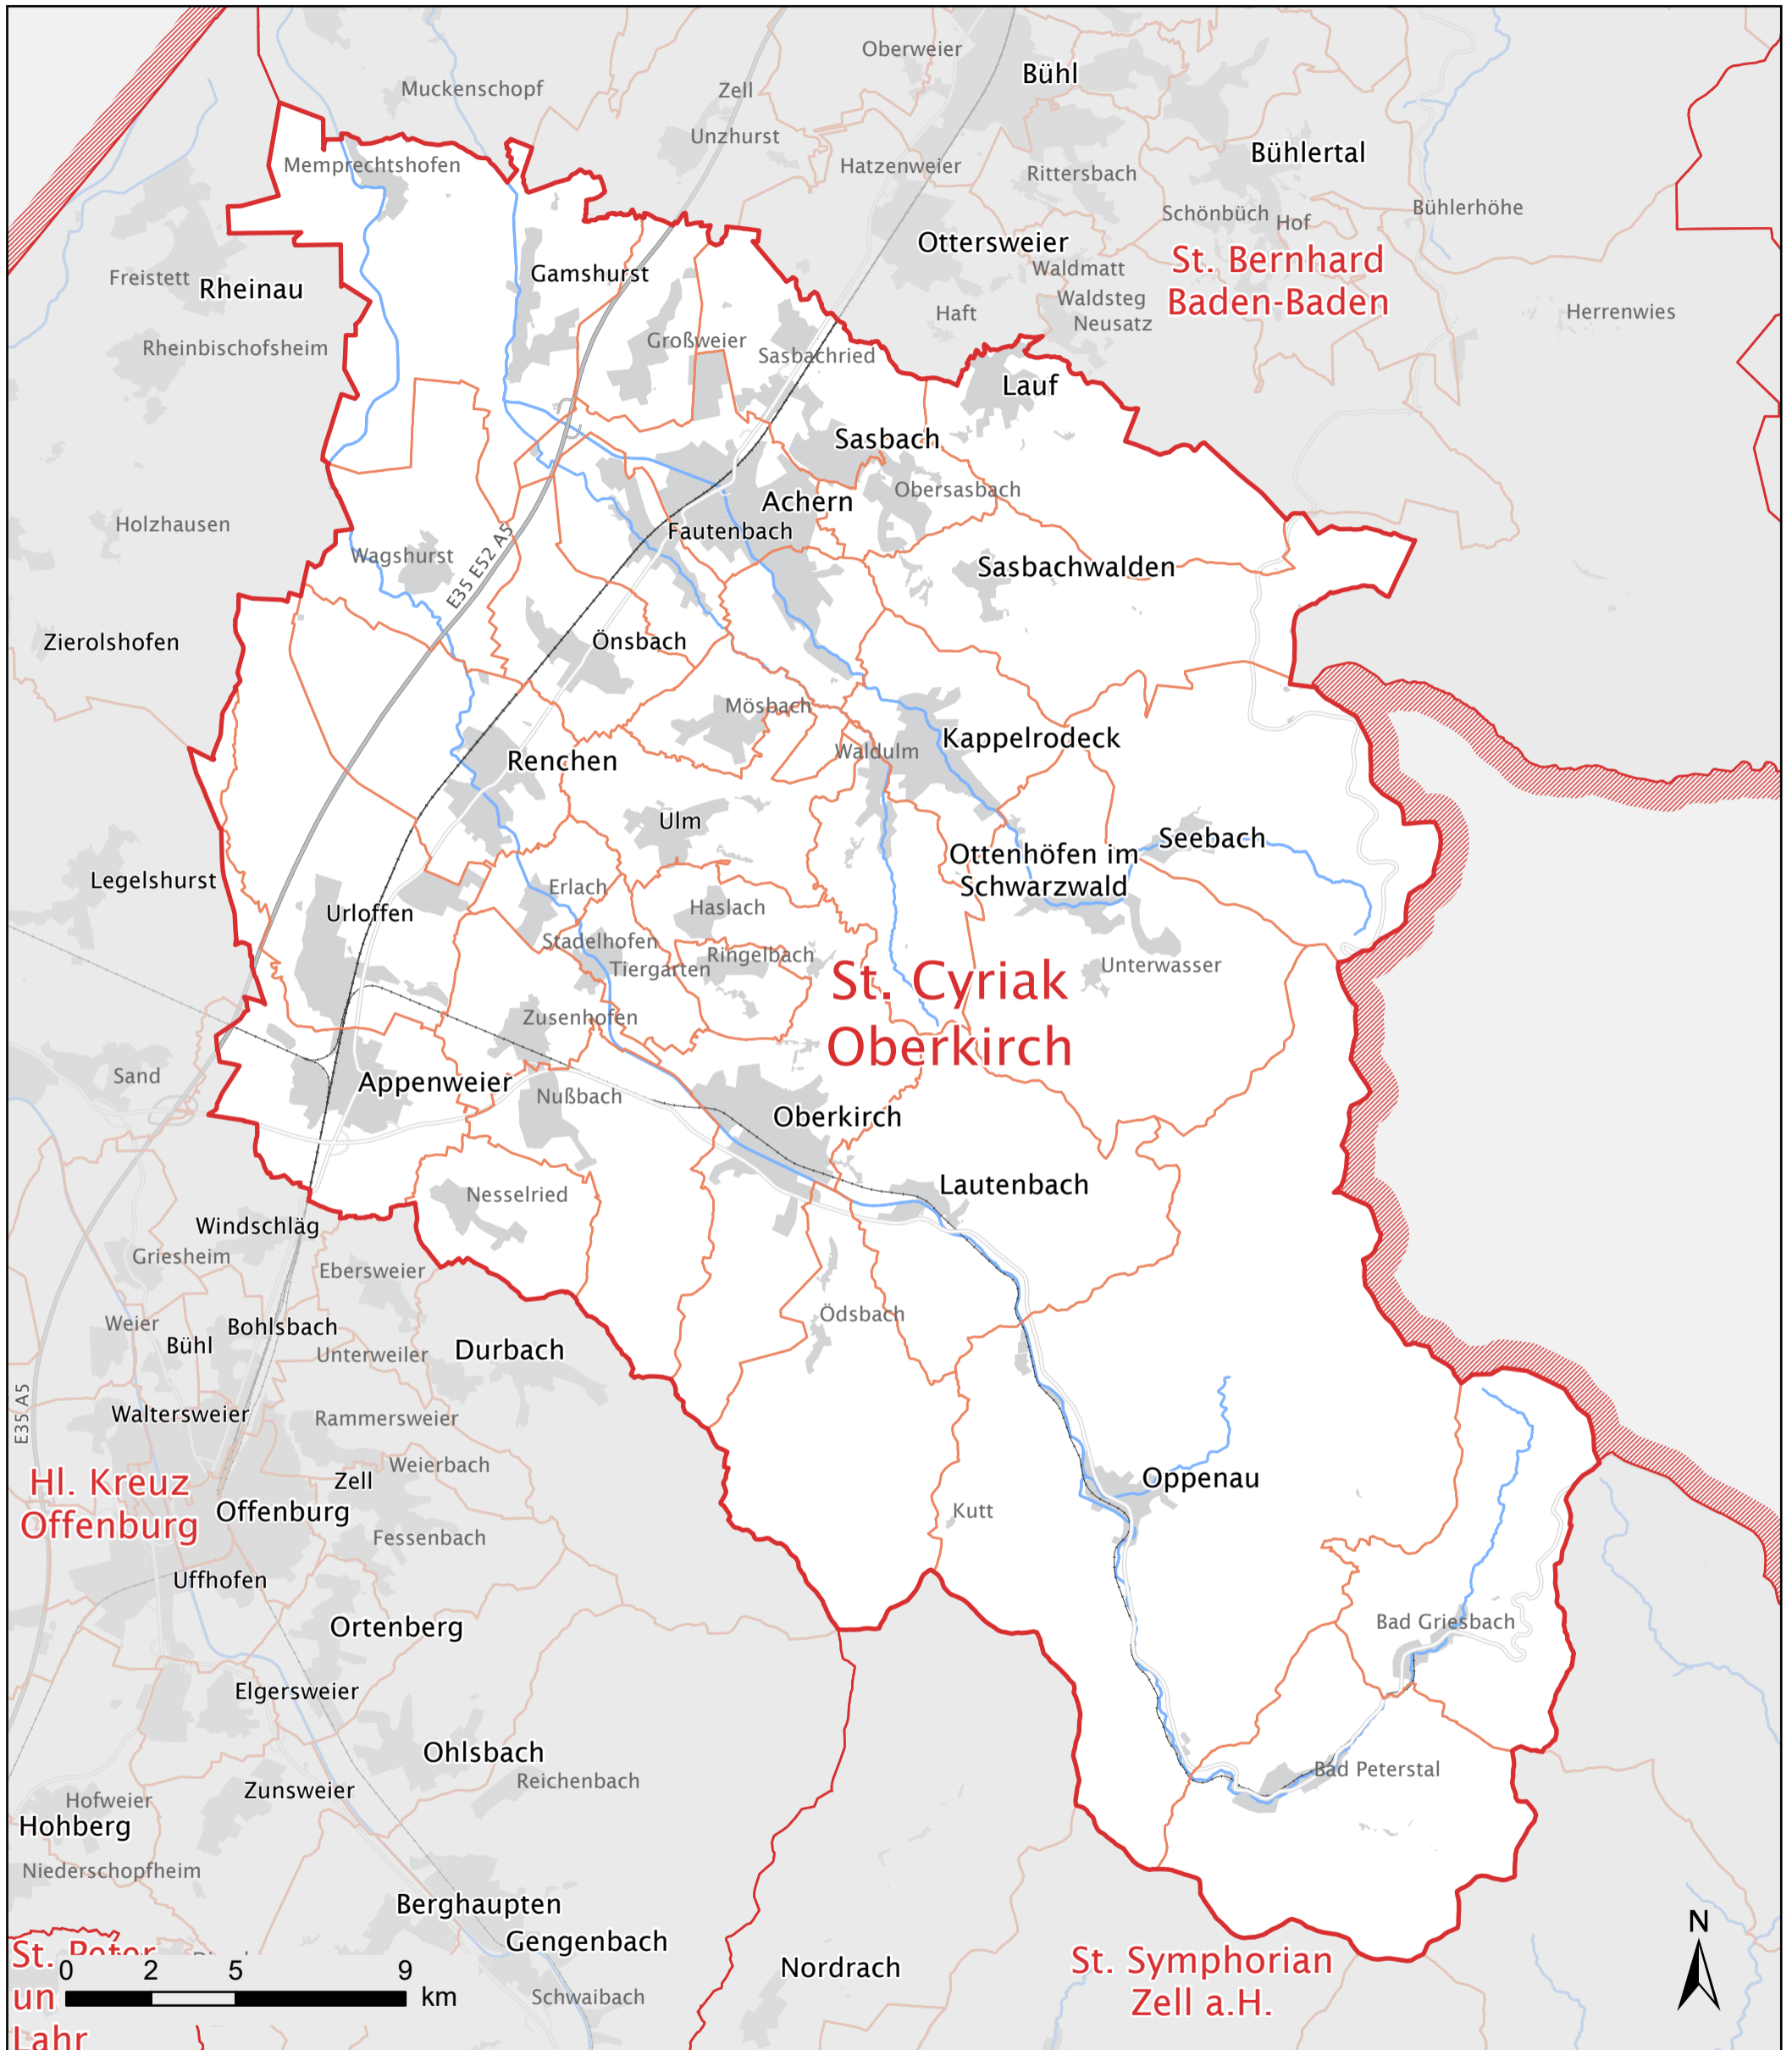 Oberweier
Bühl
Muckenschopf
Zell
Unzhurst
Bühlertal
Memprechtshofen
Hatzenweier
Rittersbach
Schönbüch
Hof
Bühlerhöhe
Ottersweier
St. Bernhard
Baden-Baden
Gamshurst
Freistett
Rheinau
Waldmatt
Waldsteg
Neusatz
Haft
Herrenwies
Rheinbischofsheim
Großweier
Sasbachried
Lauf
Sasbach
Obersasbach
Achern
Fautenbach
Holzhausen
Wagshurst
E35 E52 A5
Sasbachwalden
Zierolshofen
Önsbach
Mösbach
Kappelrodeck
Waldulm
Renchen
Ulm
Seebach
Ottenhöfen im
Schwarzwald
Legelshurst
Erlach
Haslach
Urloffen
Stadelhofen
Tiergarten
Ringelbach
Unterwasser
St. Cyriak
Oberkirch
Zusenhofen
Sand
Appenweier
Nußbach
Oberkirch
Lautenbach
Nesselried
Windschläg
Griesheim
Ebersweier
Ödsbach
Weier
Bühl
Bohlsbach
Unterweiler
Durbach
E35 A5
Waltersweier
Rammersweier
Weierbach
Zell
Hl. Kreuz
Offenburg
Offenburg
Fessenbach
Oppenau
Kutt
Uffhofen
Ortenberg
Bad Griesbach
Elgersweier
Ohlsbach
Reichenbach
Zunsweier
Bad Peterstal
Hofweier
Hohberg
Niederschopfheim
Berghaupten
Gengenbach
Nordrach
St. Symphorian
Zell a.H.
N
St. Peter
un
Lahr
0 2 5 9
km
Schwaibach